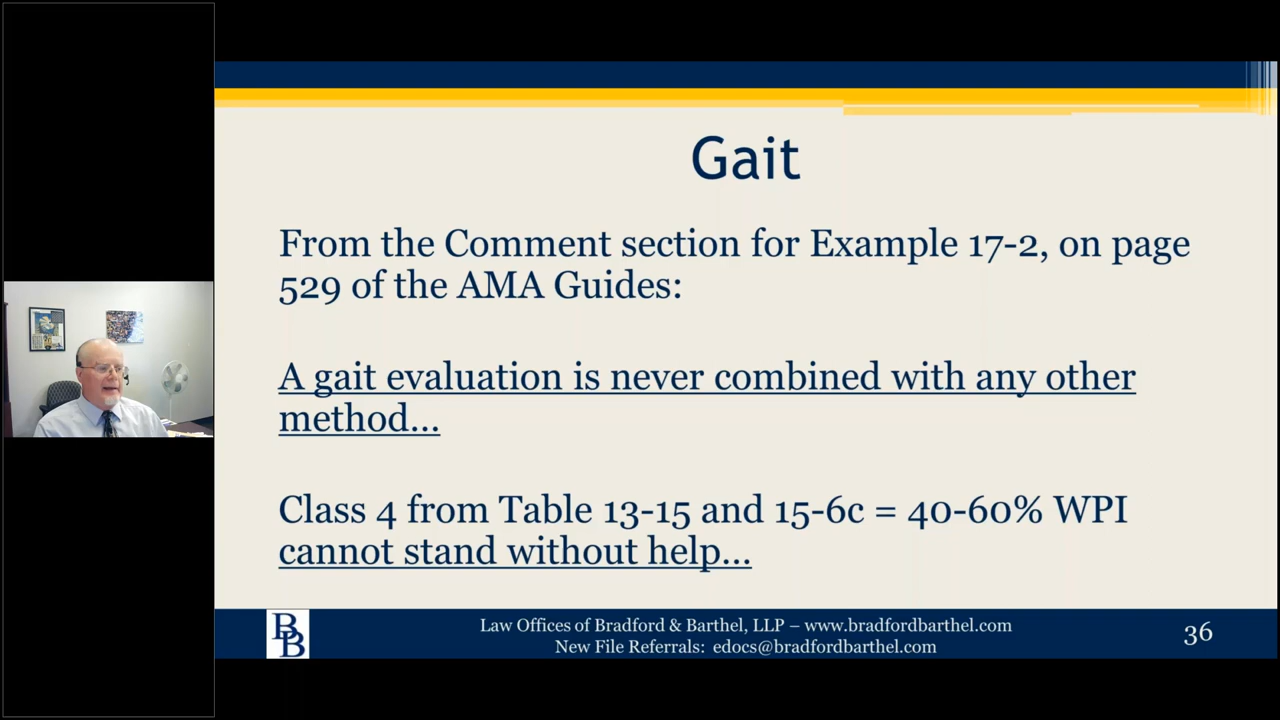 Gait
From the Comment section for Example 17-2, on page
529 of the AMA Guides:
A gait evaluation is never combined with any other
method...
Class 4 from Table 13-15 and 15-6c = 40-60% WPI
cannot stand without help...
BB
Law Offices of Bradford & Barthel, LLP – www.bradfordbarthel.com
New File Referrals: edocs@bradfordbarthel.com
36